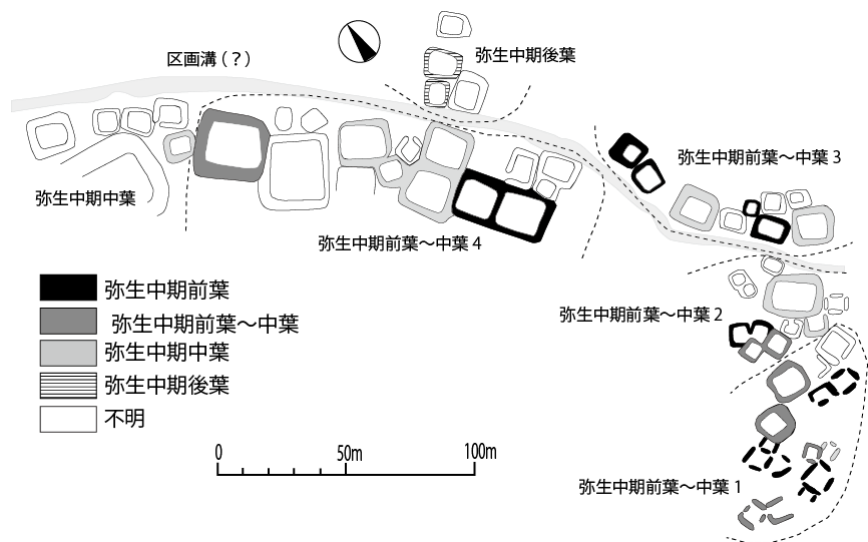 区画溝(？)
弥生中期後葉
弥生中期前葉～中葉 3
弥生中期中葉
弥生中期前葉～中葉 4
弥生中期前葉
弥生中期前葉～中葉
弥生中期中葉
弥生中期後葉
不明
弥生中期前葉～中葉 2
0 50m 100m
弥生中期前葉～中葉 1